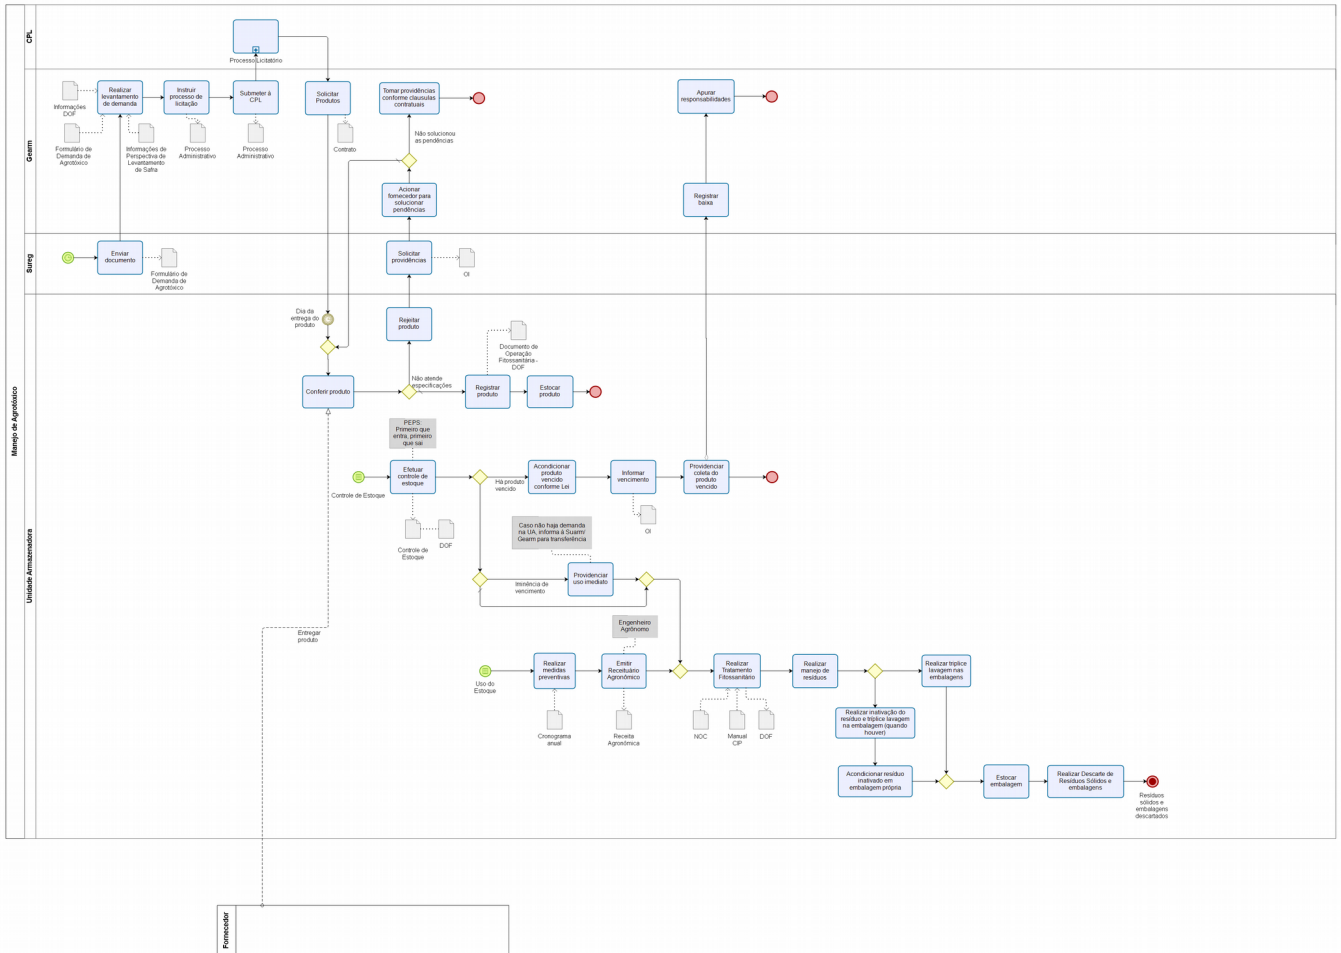 CPL
Processo Licitatório
Gearm
Informações
DOF
Realizar
levantamento
de demanda
Instruir
processo de
licitação
Submeter à
CPL
Solicitar
Produtos
Tomar providências
conforme clausulas
contratuais
Apurar
responsabilidades
Formulário de
Demanda de
Agrotóxico
Informações de
Perspectiva de
Levantamento
de Safra
Processo
Administrativo
Processo
Administrativo
Contrato
Não solucionou
as pendências
Acionar
fornecedor para
solucionar
pendências
Registrar
baixa
Sureg
Enviar
documento
Formulário de
Demanda de
Agrotóxico
Solicitar
providências
OI
Manejo de Agrotóxico
Unidade Armazenadora
Dia da
entrega do
produto
Rejeitar
produto
Documento de
Operação
Fitossanitária -
DOF
Conferir produto
Não atende
especificações
Registrar
produto
Estocar
produto
PEPS:
Primeiro que
entra, primeiro
que sai
Controle de Estoque
Efetuar
controle de
estoque
Há produto
vencido
Acondicionar
produto
vencido
conforme Lei
Informar
vencimento
Providenciar
coleta do
produto
vencido
OI
Controle de
Estoque
DOF
Caso não haja demanda
na UA, informa à Suarm/
Gearm para transferência
Iminência de
vencimento
Providenciar
uso imediato
Entregar
produto
Engenheiro
Agrônomo
Uso do
Estoque
Realizar
medidas
preventivas
Emitir
Receituário
Agronômico
Realizar
Tratamento
Fitossanitário
Realizar
manejo de
resíduos
Realizar tríplice
lavagem nas
embalagens
Cronograma
anual
Receita
Agronômica
NOC
Manual
CIP
DOF
Realizar inativação do
resíduo e tríplice lavagem
na embalagem (quando
houver)
Acondicionar resíduo
inativado em
embalagem própria
Estocar
embalagem
Realizar Descarte de
Resíduos Sólidos e
embalagens
Resíduos
sólidos e
embalagens
descartados
Fornecedor